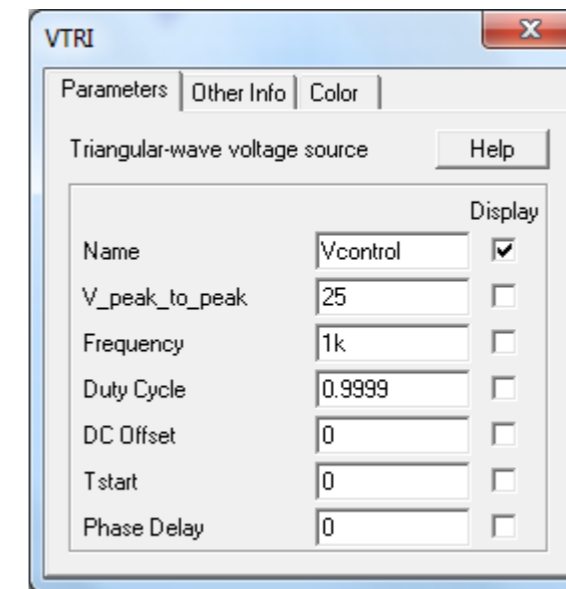 VTRI
Parameters Other Info Color
Triangular-wave voltage source Help
Display
Name Vcontrol
V_peak_to_peak 25
Frequency 1k
Duty Cycle 0.9999
DC Offset 0
Tstart 0
Phase Delay 0